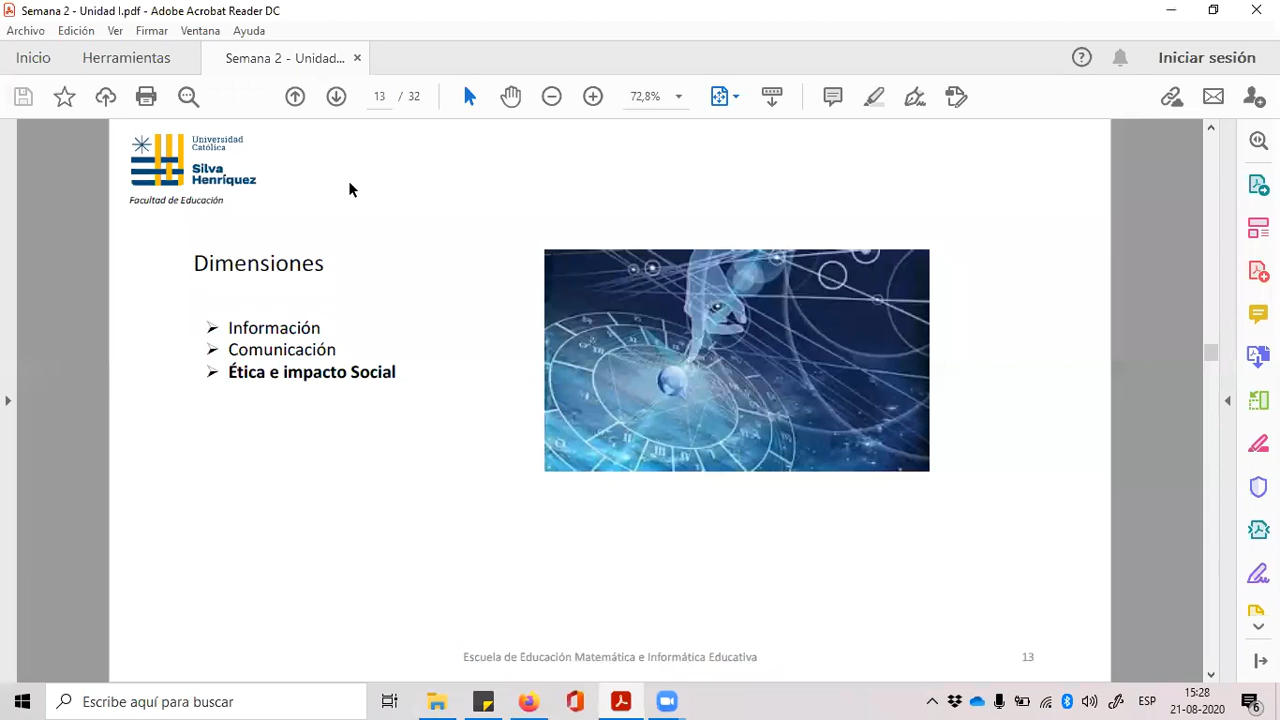 Semana 2 - Unidad I.pdf - Adobe Acrobat Reader DC
Archivo Edición Ver Firmar Ventana Ayuda
Inicio Herramientas Semana 2 - Unidad... × Iniciar sesión
13 / 32 72,8%
Universidad
Católica
Silva
Henríquez
Facultad de Educación
Dimensiones
Información
Comunicación
Ética e impacto Social
Escuela de Educación Matemática e Informática Educativa 13
Escribe aquí para buscar
ESP
15:28
21-08-2020
6